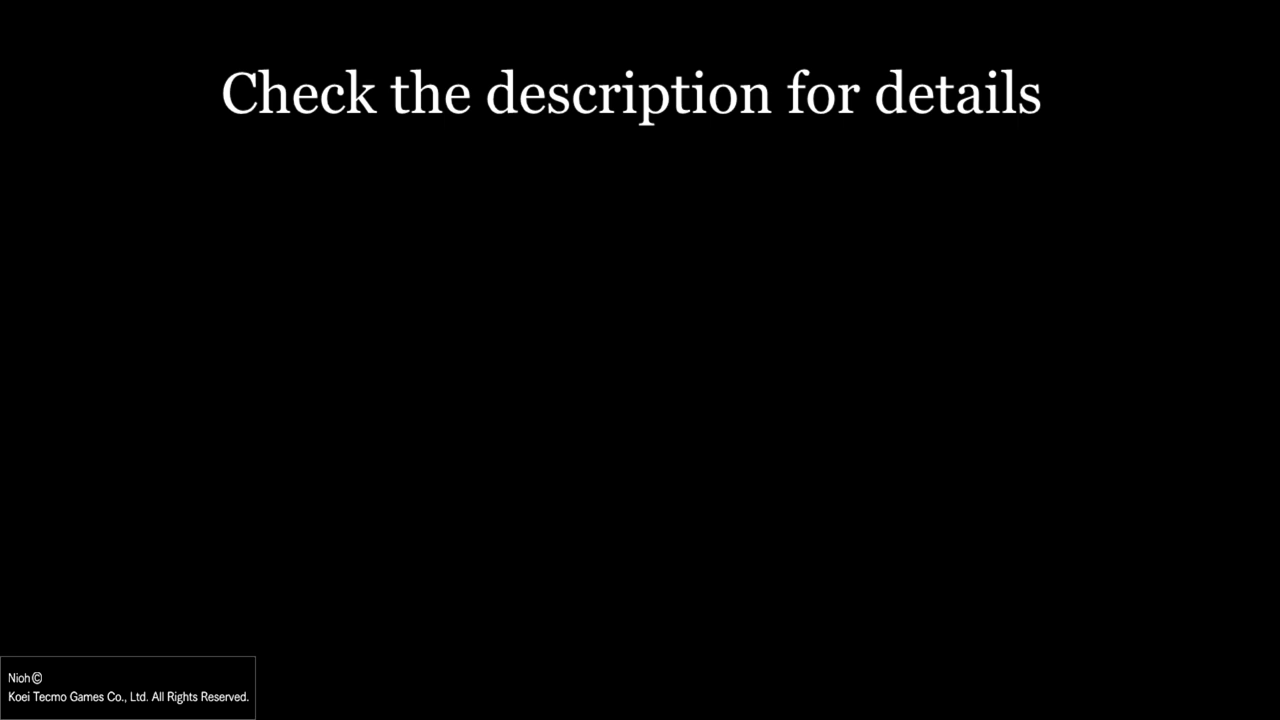 Check the description for details
Nioh©
Koei Tecmo Games Co., Ltd. All Rights Reserved.